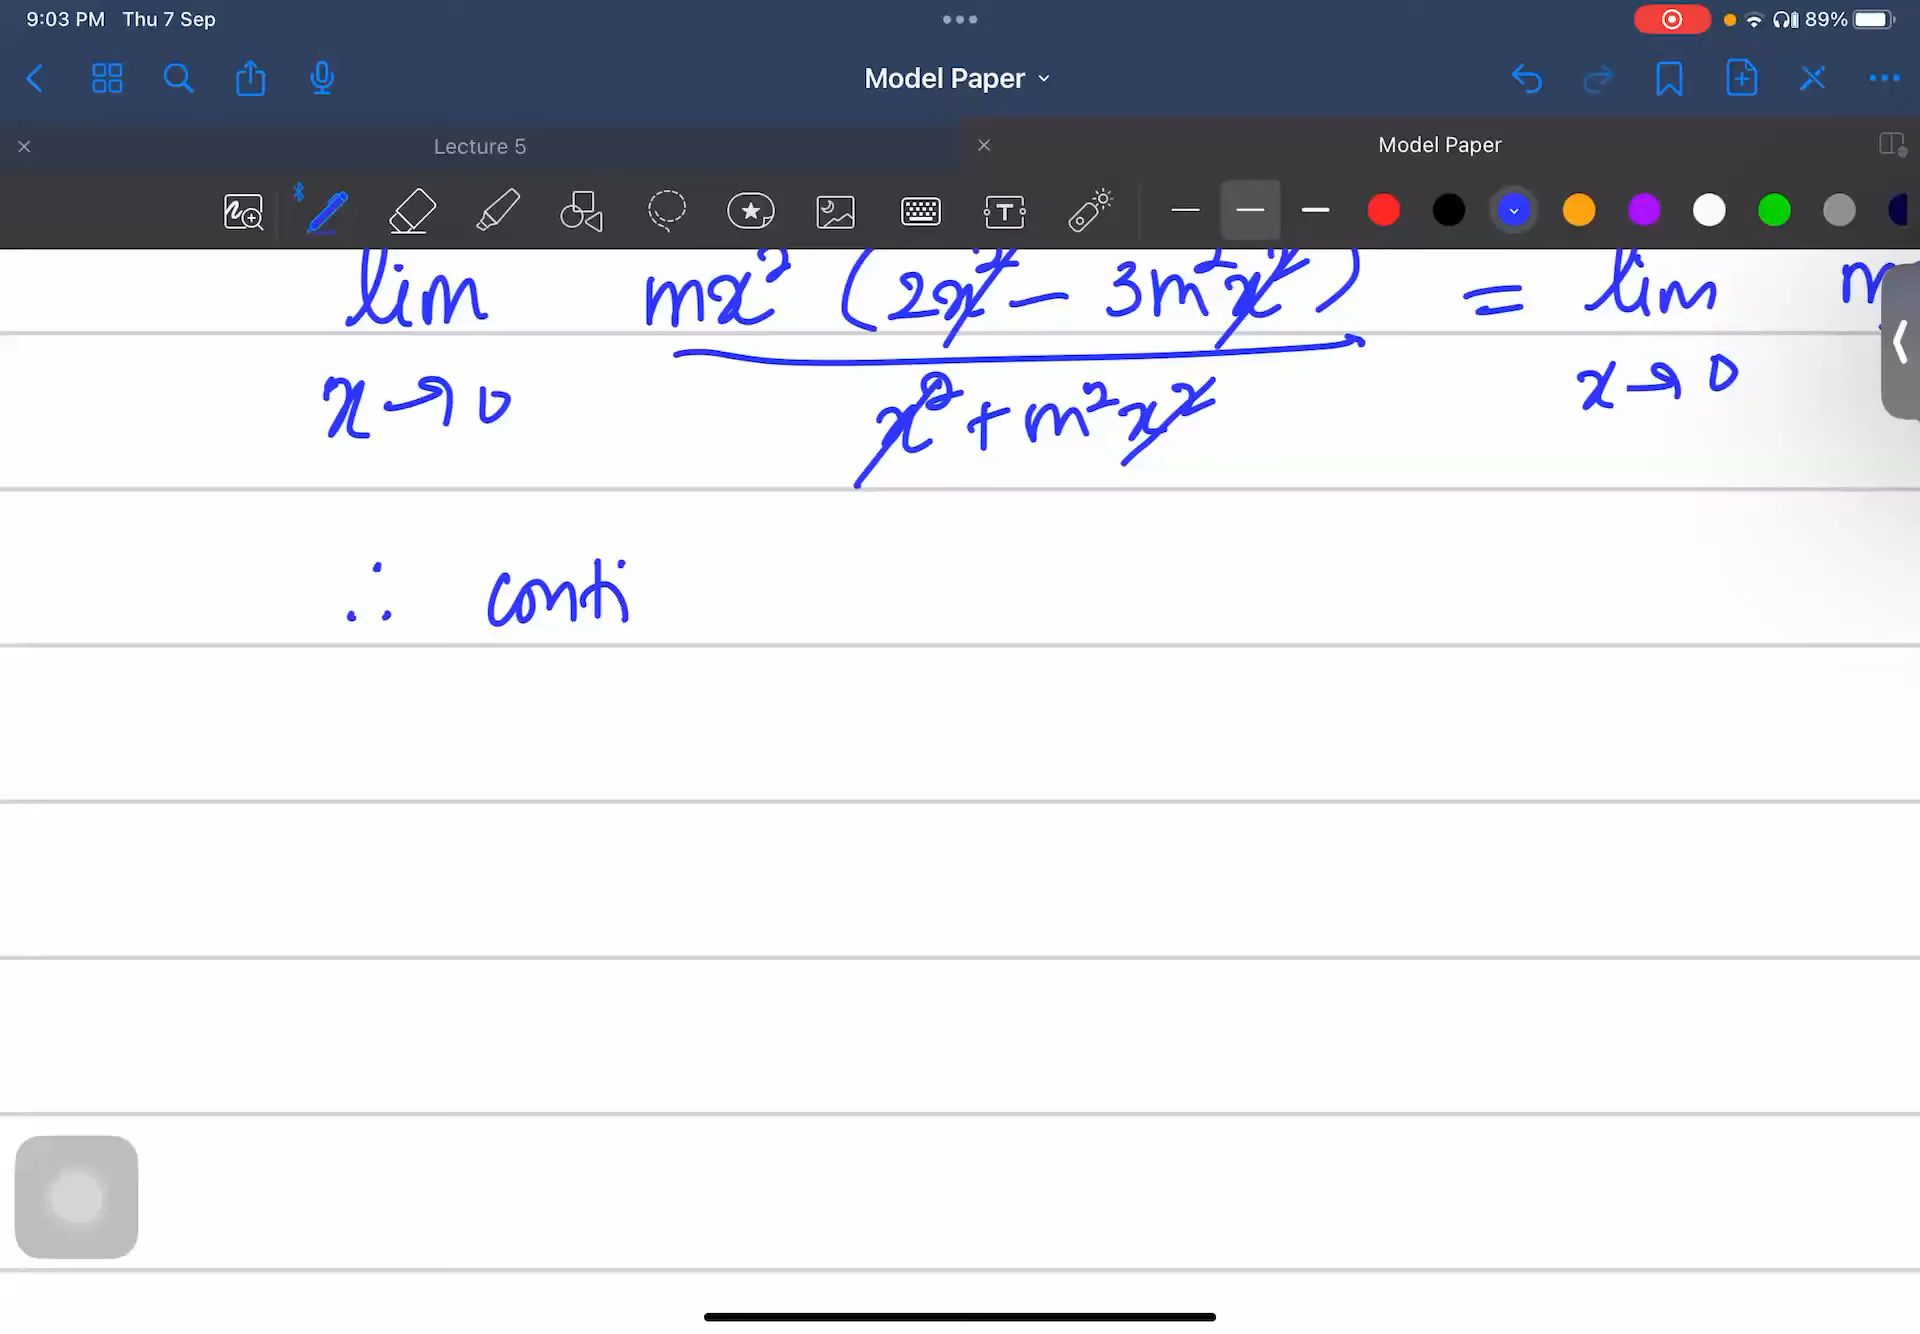 9:03 PM Thu 7 Sep 89%
Model Paper
Lecture 5 Model Paper
lim mx² (2x² - 3m²x²) = lim m
x→0 x² + m²x² x→0
∴ conti